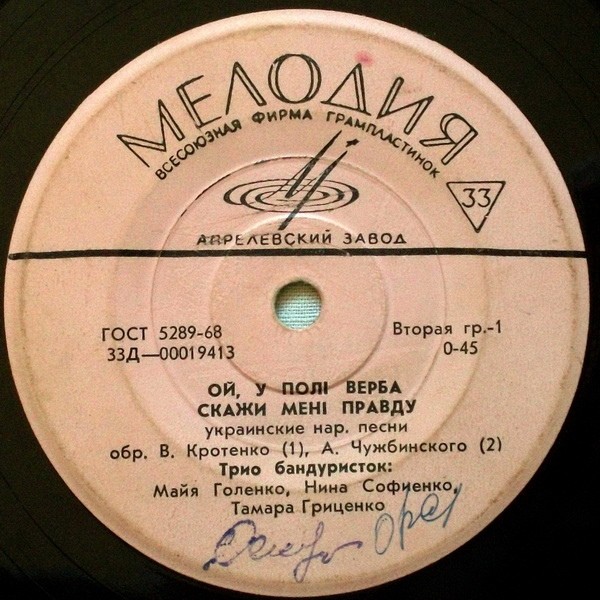 МЕЛОДИЯ
ВСЕСОЮЗНАЯ ФИРМА ГРАМПЛАСТИНОК
33
АПРЕЛЕВСКИЙ ЗАВОД
ГОСТ 5289-68 Вторая гр.-1
33Д—00019413 0-45
ОЙ, У ПОЛІ ВЕРБА
СКАЖИ МЕНІ ПРАВДУ
украинские нар. песни
обр. В. Кротенко (1), А. Чужбинского (2)
Трио бандуристок:
Майя Голенко, Нина Софиенко,
Тамара Гриценко